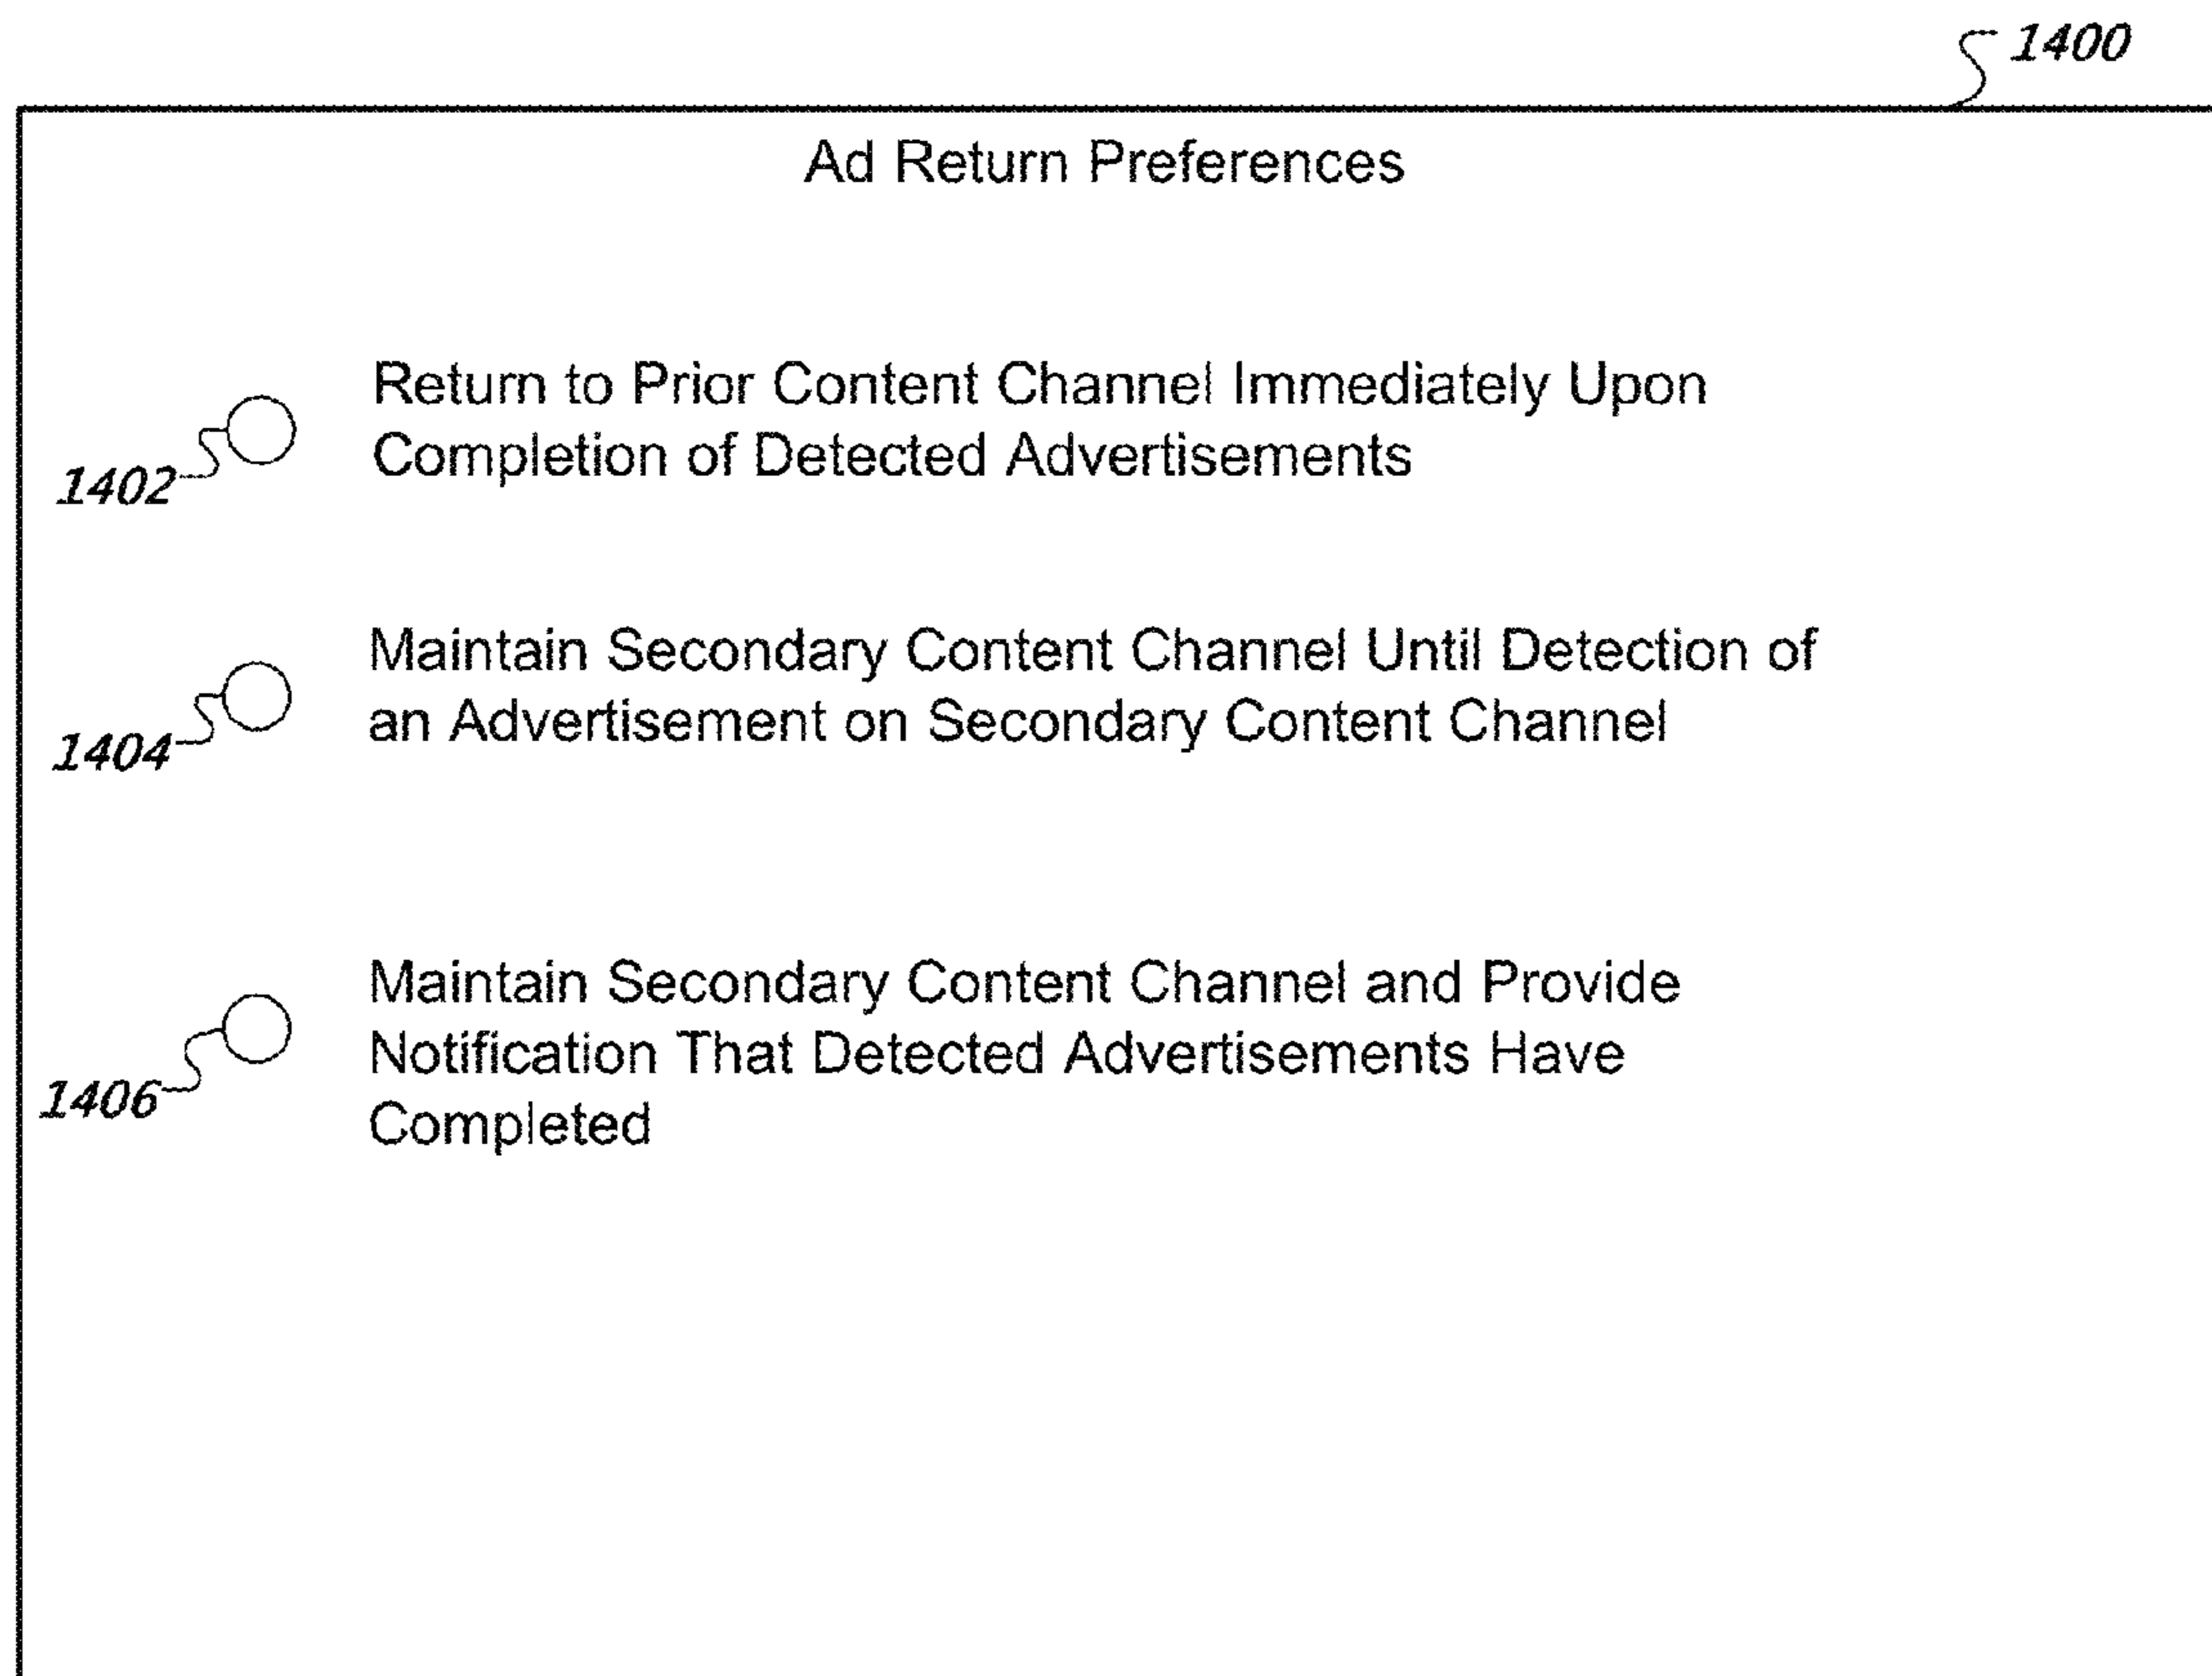 1400
Ad Return Preferences
Return to Prior Content Channel Immediately Upon
Completion of Detected Advertisements
1402
Maintain Secondary Content Channel Until Detection of
an Advertisement on Secondary Content Channel
1404
Maintain Secondary Content Channel and Provide
Notification That Detected Advertisements Have
Completed
1406